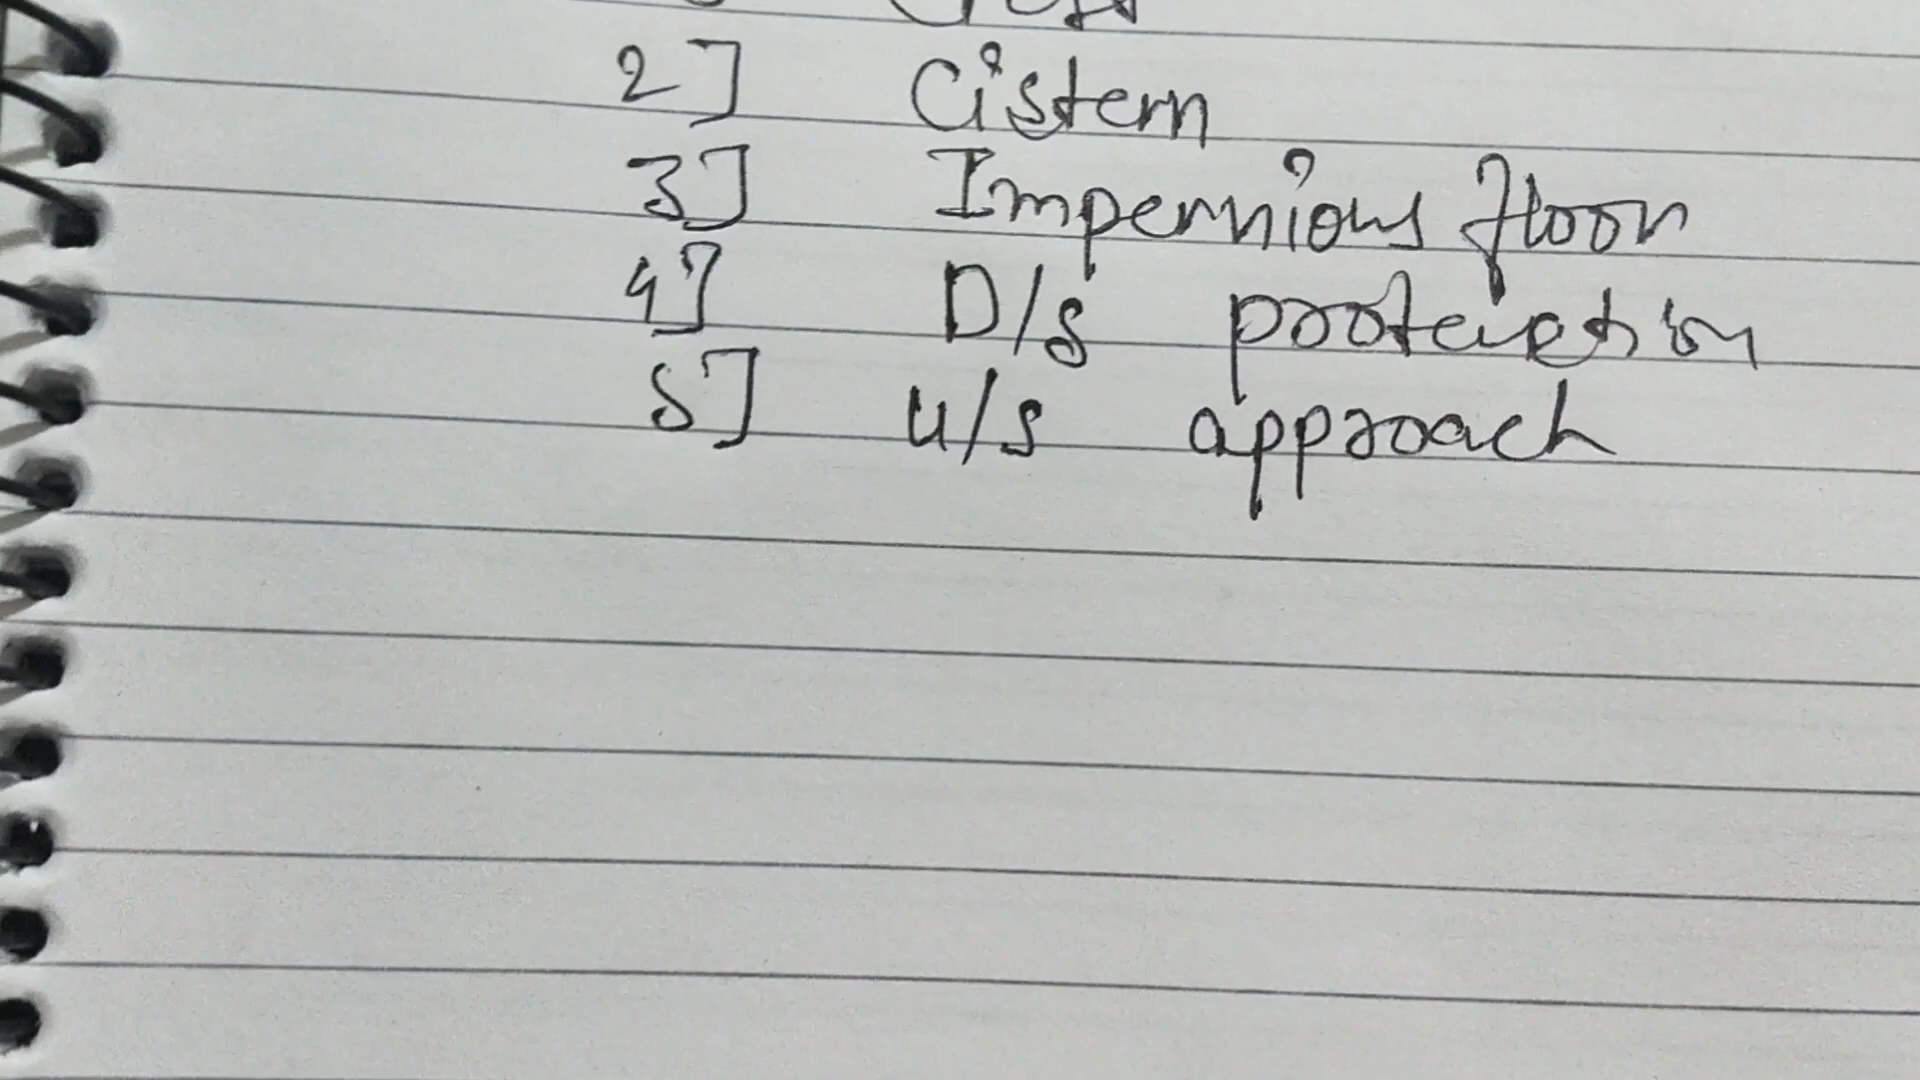 2] Cistern
3] Impervious floor
4] D/s protection
5] U/s approach